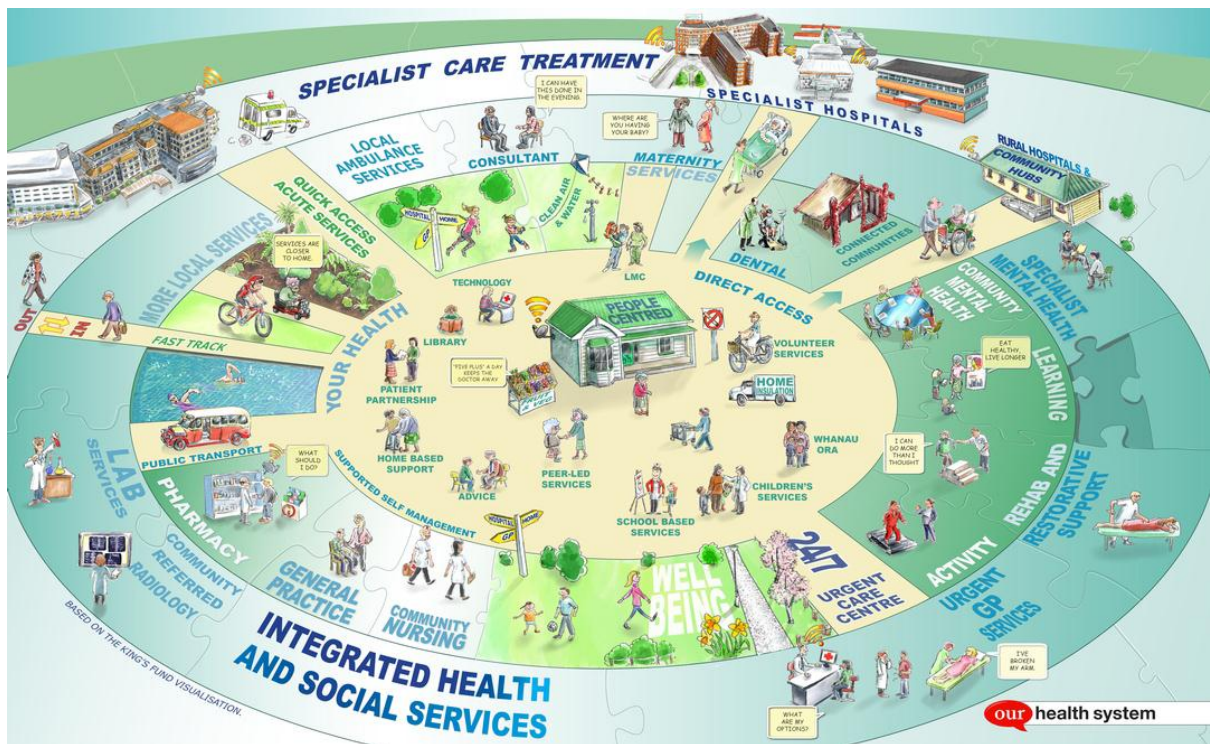 SPECIALIST CARE TREATMENT
SPECIALIST HOSPITALS
RURAL HOSPITALS &
COMMUNITY
HUBS
I CAN HAVE
THIS DONE IN
THE EVENING.
WHERE ARE
YOU HAVING
YOUR BABY?
LOCAL
AMBULANCE
SERVICES
CONSULTANT
MATERNITY
SERVICES
QUICK ACCESS
ACUTE SERVICES
HOSPITAL
HOME
GP
CLEAN AIR
& WATER
MORE LOCAL SERVICES
SERVICES ARE
CLOSER
TO HOME.
DENTAL
CONNECTED
COMMUNITIES
LMC
DIRECT ACCESS
COMMUNITY
MENTAL
HEALTH
SPECIALIST
MENTAL HEALTH
OUT
IN
FAST TRACK
YOUR HEALTH
TECHNOLOGY
LIBRARY
PEOPLE
CENTRED
VOLUNTEER
SERVICES
PATIENT
PARTNERSHIP
"FIVE PLUS" A DAY
KEEPS THE
DOCTOR AWAY
FRUIT
& VEG
HOME
INSULATION
EAT
HEALTHY,
LIVE LONGER
LEARNING
PUBLIC TRANSPORT
HOME BASED
SUPPORT
ADVICE
PEER-LED
SERVICES
WHANAU
ORA
CHILDREN'S
SERVICES
SCHOOL BASED
SERVICES
I CAN
DO MORE
THAN I
THOUGHT
REHAB AND
RESTORATIVE
SUPPORT
ACTIVITY
LAB
SERVICES
PHARMACY
WHAT
SHOULD
I DO?
SUPPORTED SELF MANAGEMENT
HOSPITAL
HOME
GP
COMMUNITY
REFERRED
RADIOLOGY
GENERAL
PRACTICE
COMMUNITY
NURSING
WELL
BEING
24/7
URGENT
CARE
CENTRE
URGENT
GP
SERVICES
INTEGRATED HEALTH
AND SOCIAL SERVICES
BASED ON THE KING'S FUND VISUALISATION.
WHAT
ARE MY
OPTIONS?
I'VE
BROKEN
MY ARM.
our health system